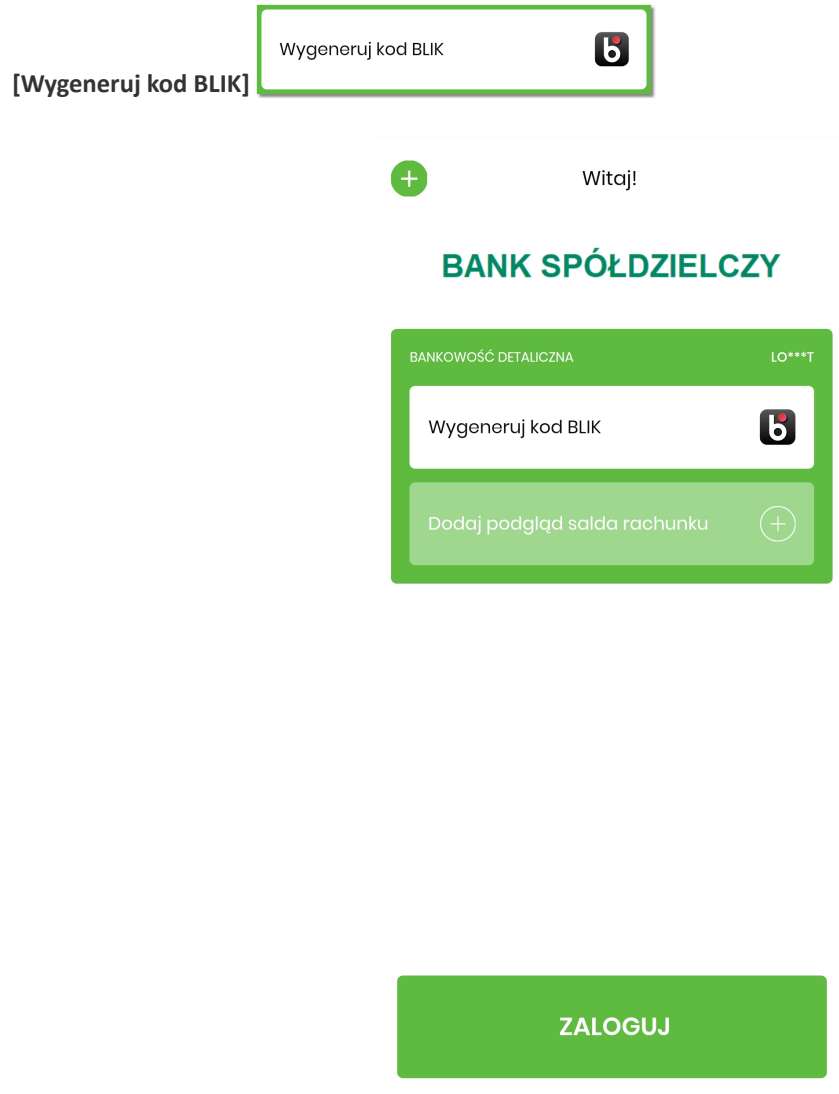 Wygeneruj kod BLIK
[Wygeneruj kod BLIK]
Witaj!
BANK SPÓŁDZIELCZY
BANKOWOŚĆ DETALICZNA LO***T
Wygeneruj kod BLIK
Dodaj podgląd salda rachunku
ZALOGUJ